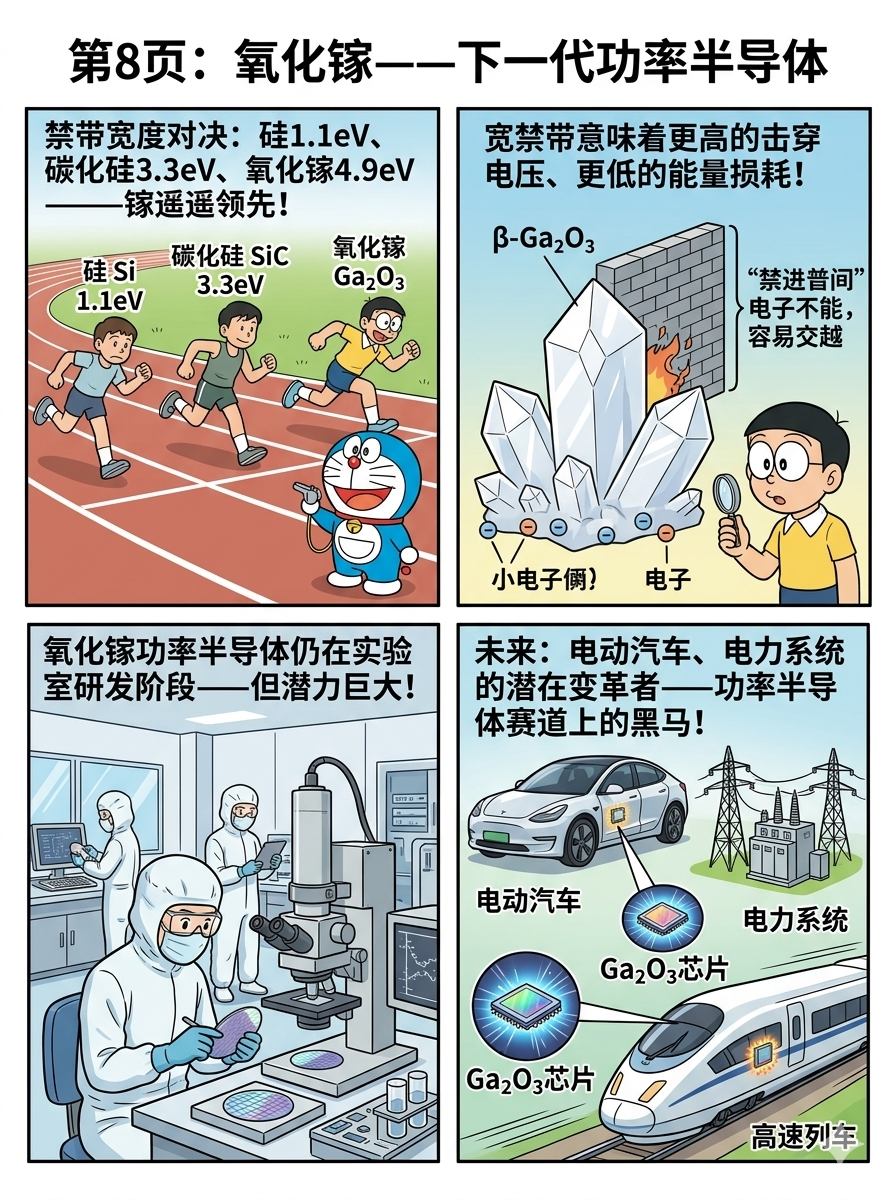 第8页：氧化镓——下一代功率半导体
禁带宽度对决：硅1.1eV、
碳化硅3.3eV、氧化镓4.9eV
——镓遥遥领先！
硅 Si
1.1eV
碳化硅 SiC
3.3eV
氧化镓
Ga₂O₃
宽禁带意味着更高的击穿
电压、更低的能量损耗！
β-Ga₂O₃
“禁进普间”
电子不能，
容易交越
小电子
电子
氧化镓功率半导体仍在实验
室研发阶段——但潜力巨大！
未来：电动汽车、电力系统
的潜在变革者——功率半导
体赛道上的黑马！
电动汽车
电力系统
Ga₂O₃芯片
Ga₂O₃芯片
高速列车